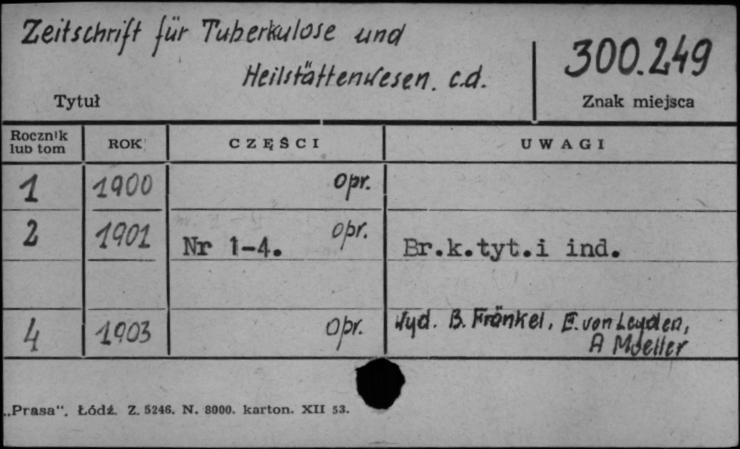 Zeitschrift für Tuberkulose und
Heilstättenwesen. c.d.
300.249
Tytuł
Znak miejsca
Rocznik
lub tom
ROK
CZĘŚCI
UWAGI
1 1900 opr.
2 1901 Nr 1-4. opr. Br.k.tyt.i ind.
4 1903 opr. Wyd. B. Fränkel, E. von Leyden,
A Moeller
„Prasa". Łódź. Z. 5246. N. 8000. karton. XII 53.